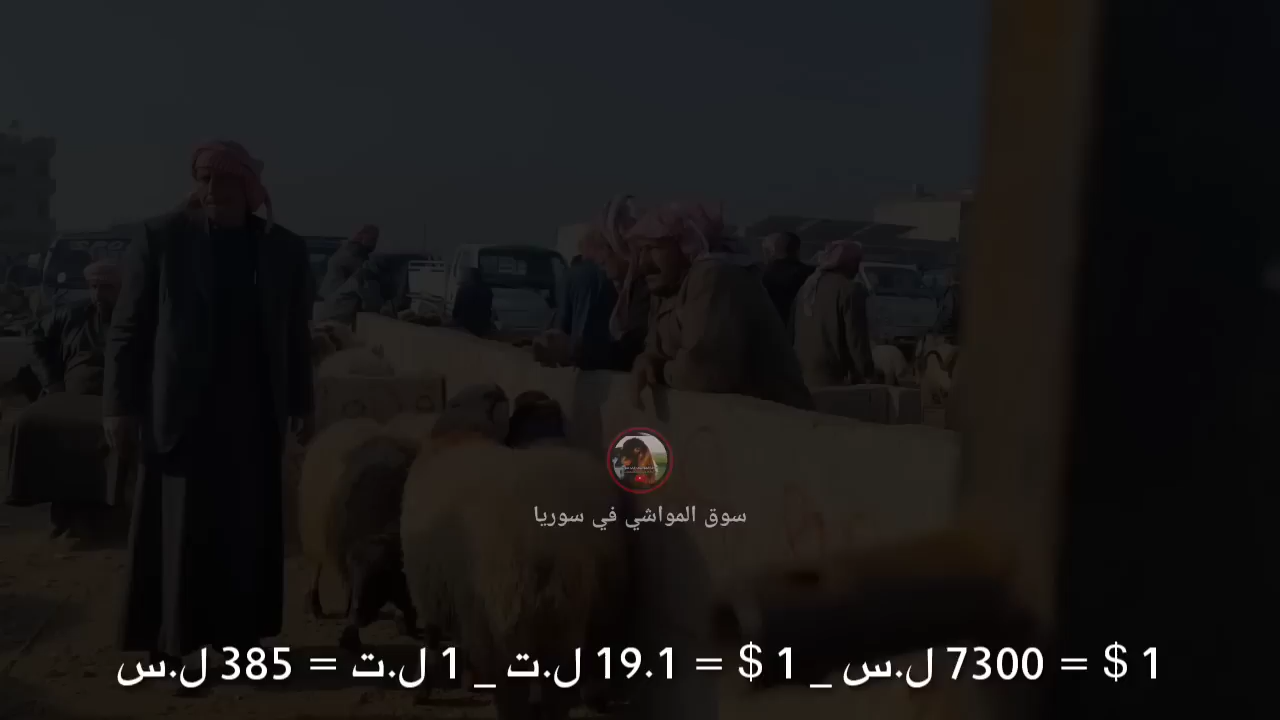 سوق المواشي في سوريا
1 $ = 7300 ل.س _ 1 $ = 19.1 ل.ت _ 1 ل.ت = 385 ل.س